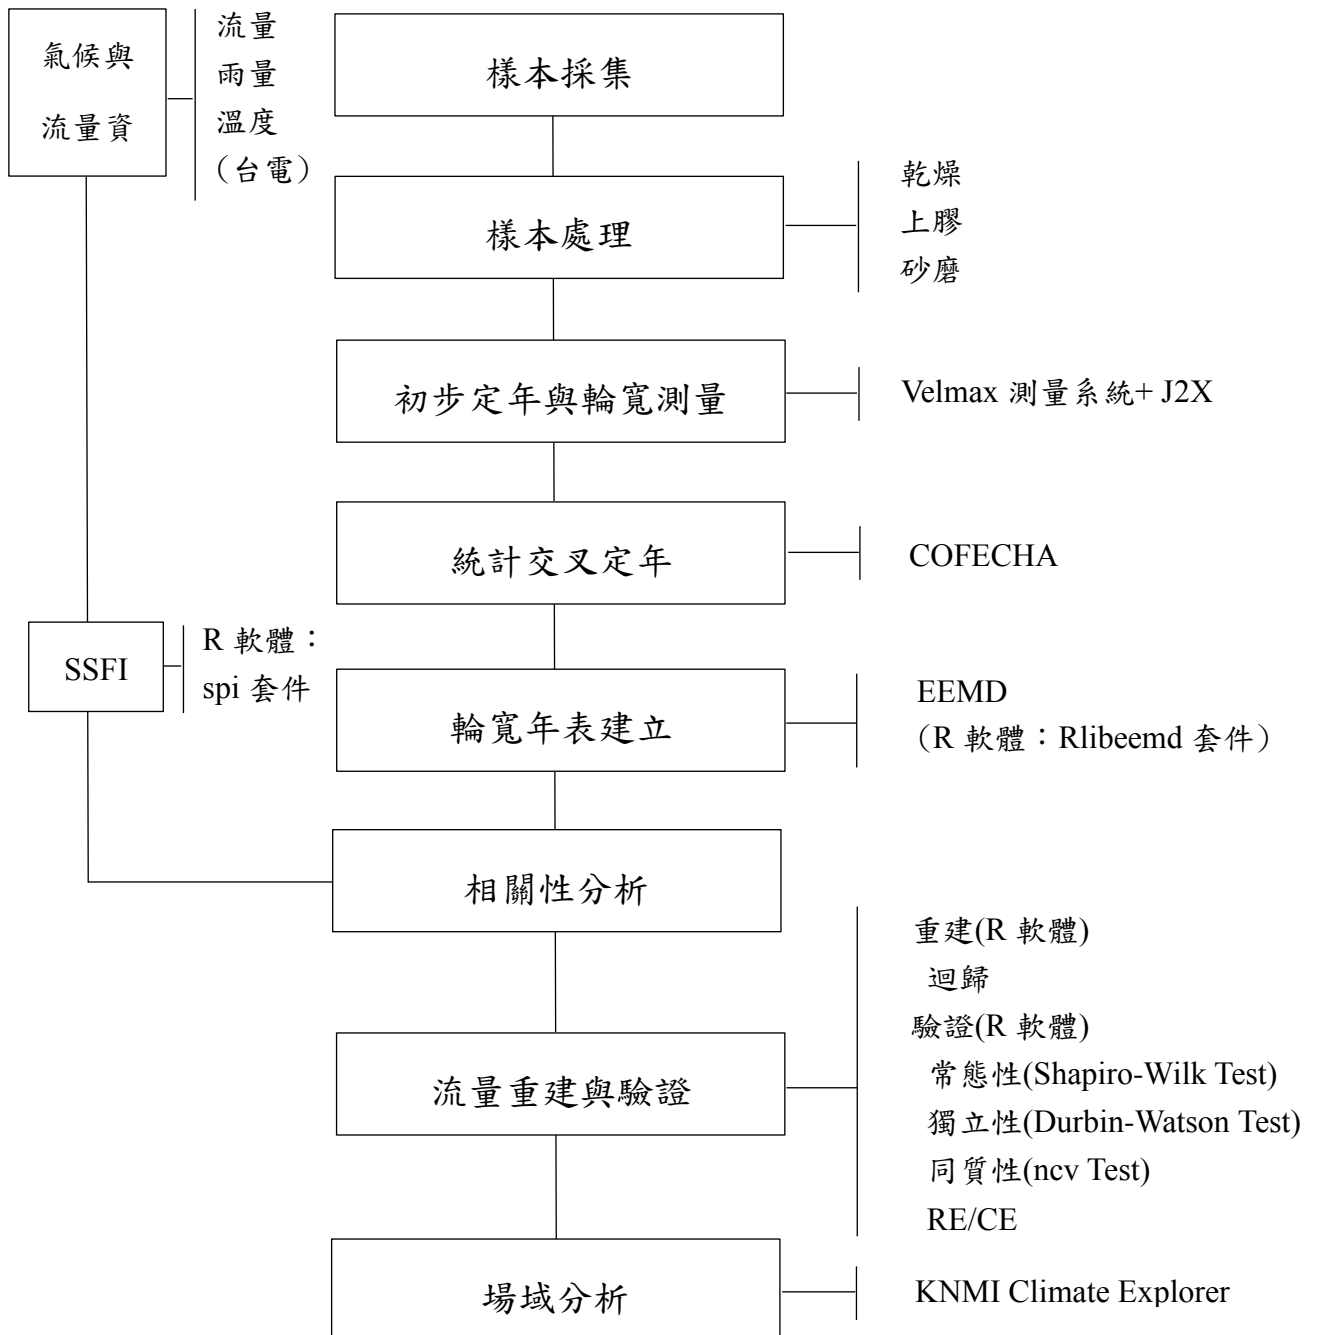 氣候與
流量資
流量
雨量
溫度
（台電）
樣本採集
樣本處理
乾燥
上膠
砂磨
初步定年與輪寬測量
Velmax 測量系統+ J2X
統計交叉定年
COFECHA
SSFI
R 軟體：
spi 套件
輪寬年表建立
EEMD
（R 軟體：Rlibeemd 套件）
相關性分析
流量重建與驗證
重建(R 軟體)
迴歸
驗證(R 軟體)
常態性(Shapiro-Wilk Test)
獨立性(Durbin-Watson Test)
同質性(ncv Test)
RE/CE
場域分析
KNMI Climate Explorer